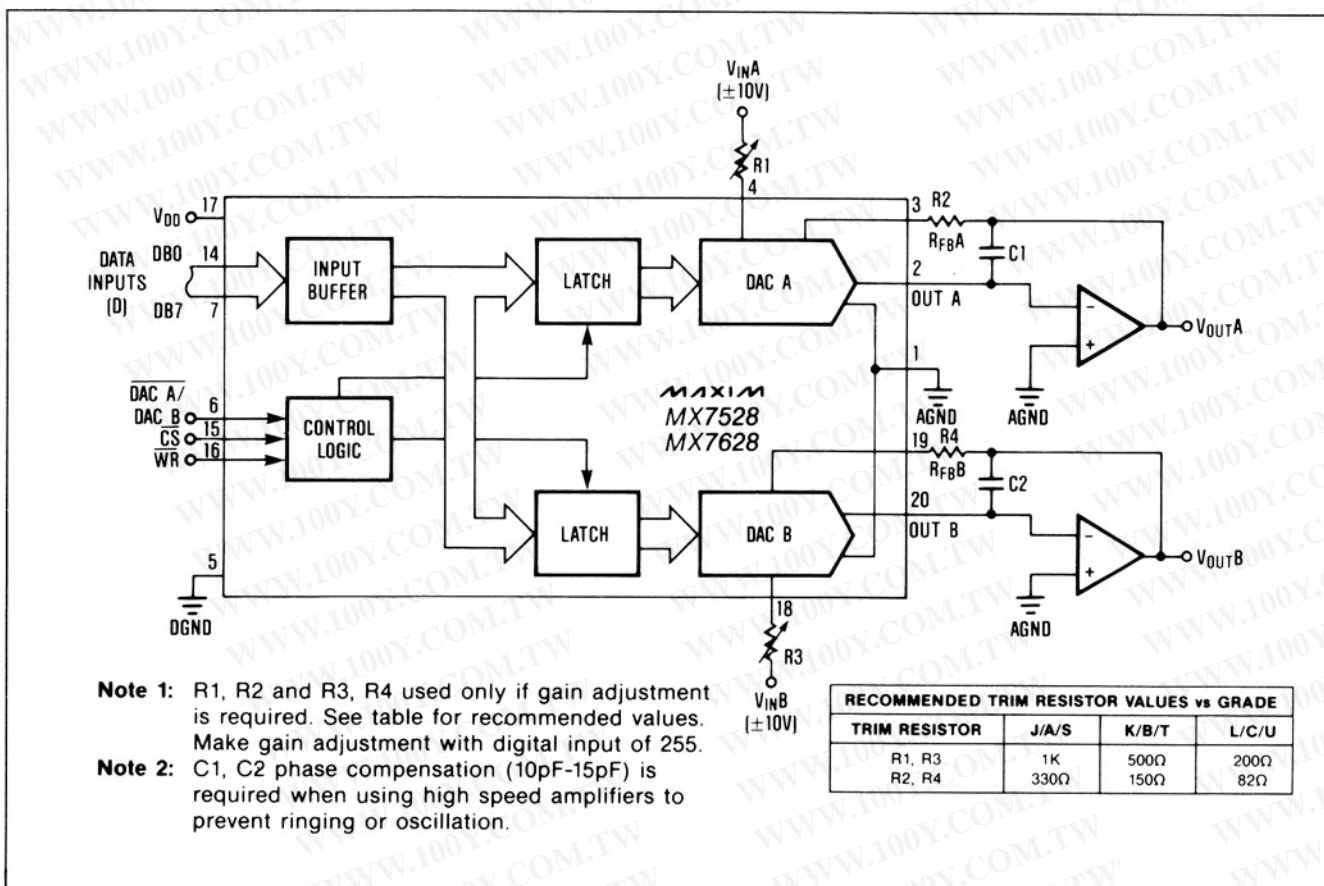 VINA
(±10V)
R1
4
17
VDD
3
R2
RFBA
C1
DB0
14
DATA
INPUTS
(D)
DB7
7
INPUT
BUFFER
LATCH
DAC A
2
OUT A
-
+
VOUTA
1
AGND
AGND
MAXIM
MX7528
MX7628
DAC A/
DAC B
6
CS
15
WR
16
CONTROL
LOGIC
19
R4
RFBB
C2
LATCH
DAC B
20
OUT B
-
+
VOUTB
AGND
5
DGND
18
R3
VINB
(±10V)
Note 1: R1, R2 and R3, R4 used only if gain adjustment
is required. See table for recommended values.
Make gain adjustment with digital input of 255.
Note 2: C1, C2 phase compensation (10pF-15pF) is
required when using high speed amplifiers to
prevent ringing or oscillation.
RECOMMENDED TRIM RESISTOR VALUES vs GRADE
TRIM RESISTOR J/A/S K/B/T L/C/U
R1, R3 1K 500Ω 200Ω
R2, R4 330Ω 150Ω 82Ω
WWW.100Y.COM.TW